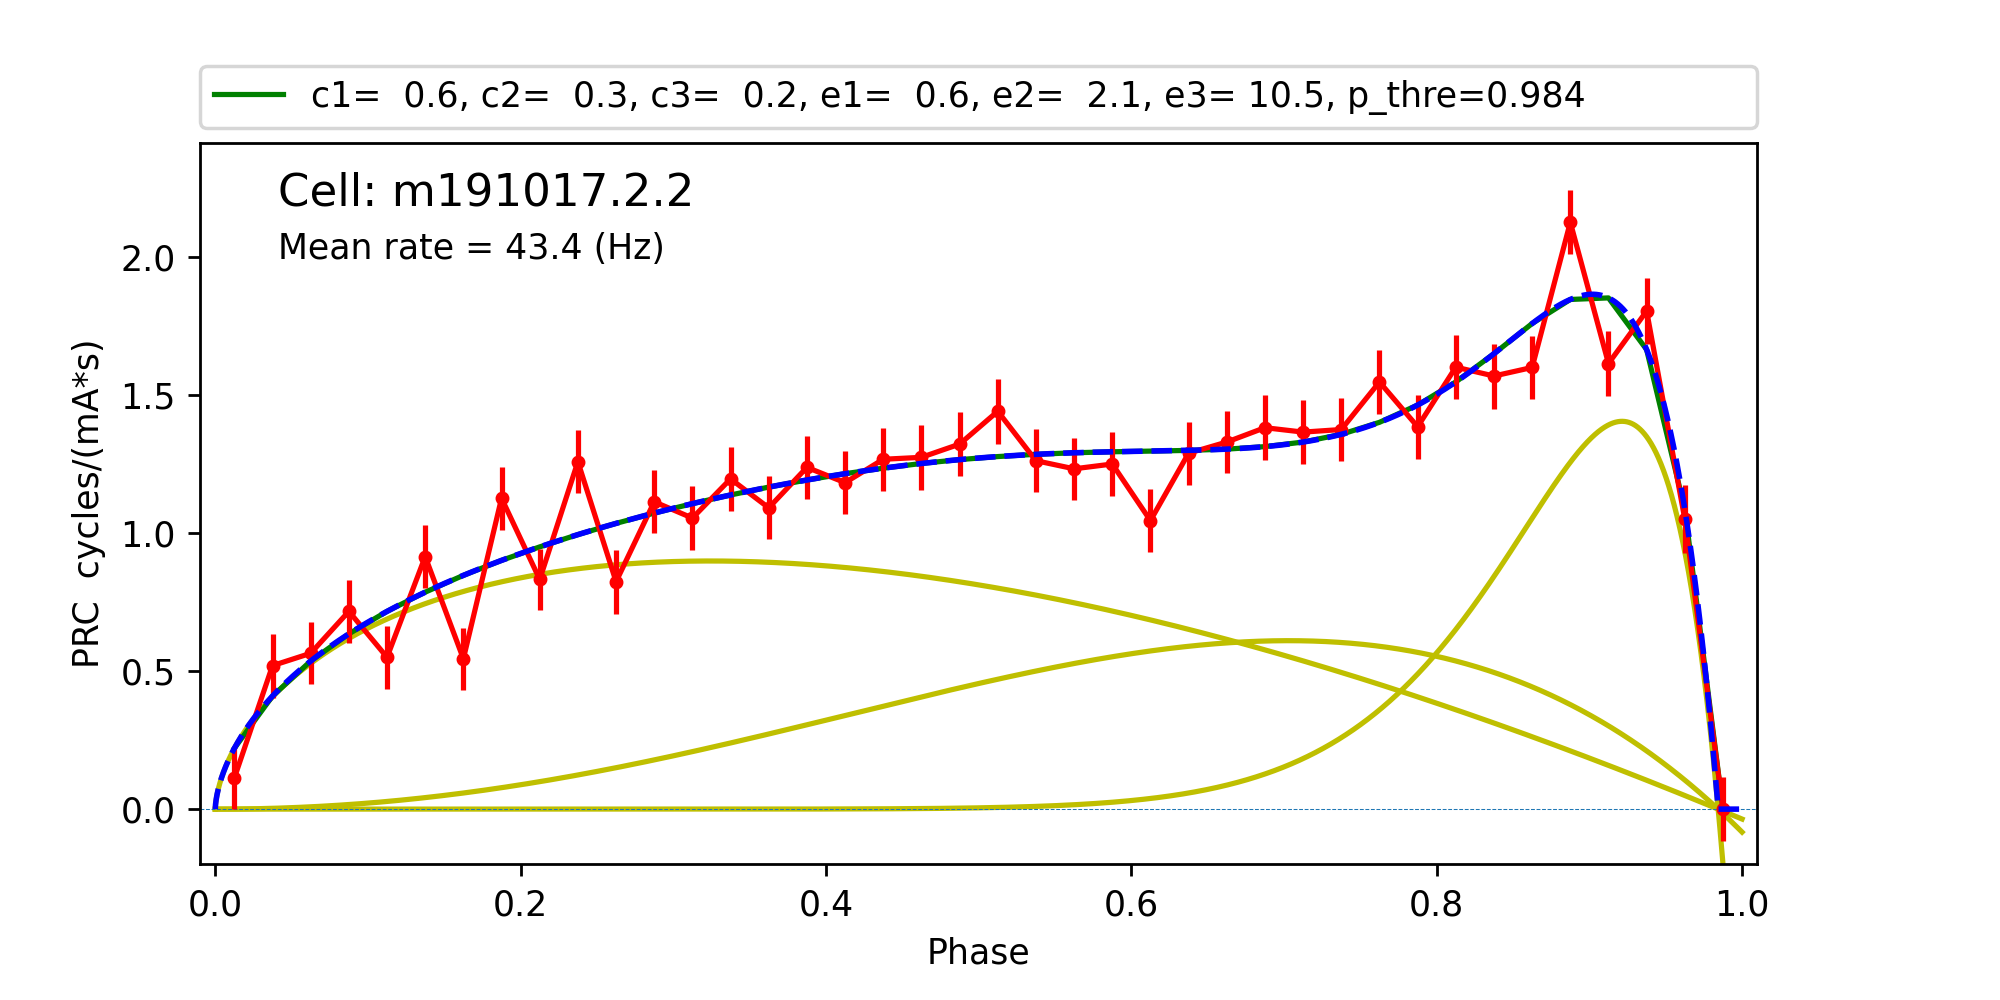 c1=  0.6, c2=  0.3, c3=  0.2, e1=  0.6, e2=  2.1, e3= 10.5, p_thre=0.984
Cell: m191017.2.2
Mean rate = 43.4 (Hz)
PRC  cycles/(mA*s)
2.0
1.5
1.0
0.5
0.0
0.0 0.2 0.4 0.6 0.8 1.0
Phase